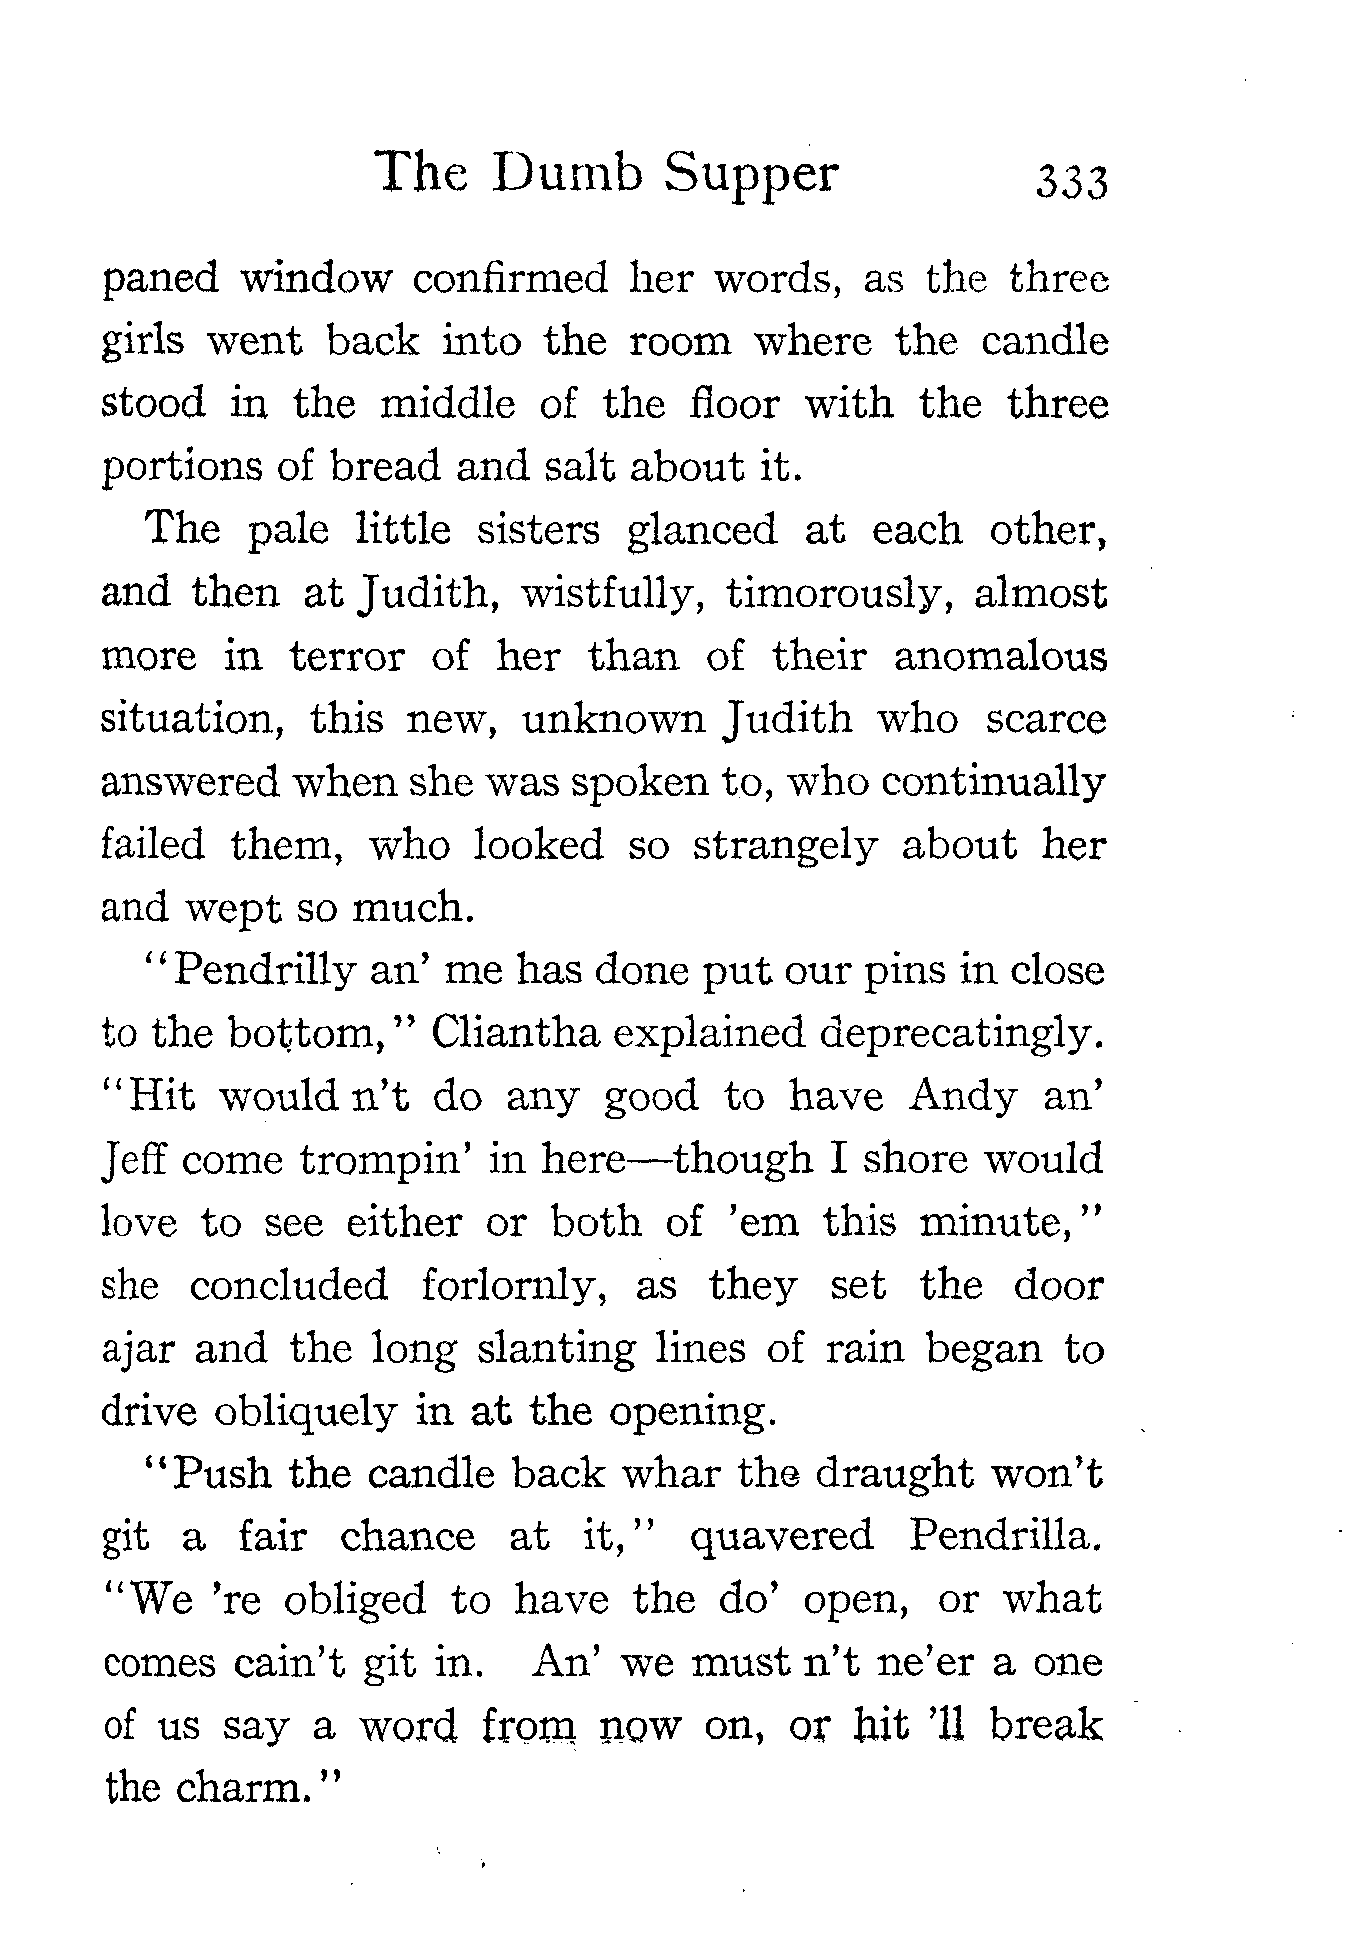 The Dumb Supper 333
paned window confirmed her words, as the three
girls went back into the room where the candle
stood in the middle of the floor with the three
portions of bread and salt about it.
The pale little sisters glanced at each other,
and then at Judith, wistfully, timorously, almost
more in terror of her than of their anomalous
situation, this new, unknown Judith who scarce
answered when she was spoken to, who continually
failed them, who looked so strangely about her
and wept so much.
"Pendrilly an' me has done put our pins in close
to the bottom," Cliantha explained deprecatingly.
"Hit would n't do any good to have Andy an'
Jeff come trompin' in here—though I shore would
love to see either or both of 'em this minute,"
she concluded forlornly, as they set the door
ajar and the long slanting lines of rain began to
drive obliquely in at the opening.
"Push the candle back whar the draught won't
git a fair chance at it," quavered Pendrilla.
"We 're obliged to have the do' open, or what
comes cain't git in. An' we must n't ne'er a one
of us say a word from now on, or hit 'll break
the charm."